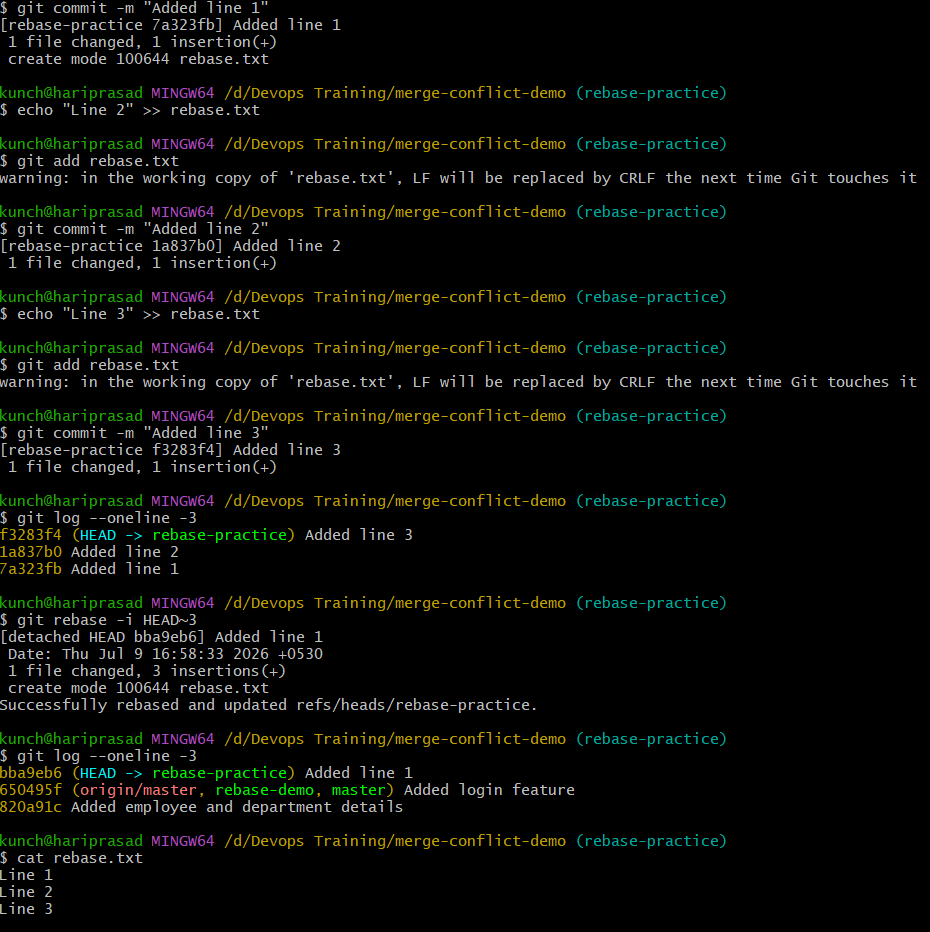 $ git commit -m "Added line 1"
[rebase-practice 7a323fb] Added line 1
 1 file changed, 1 insertion(+)
 create mode 100644 rebase.txt

kunch@hariprasad MINGW64 /d/Devops Training/merge-conflict-demo (rebase-practice)
$ echo "Line 2" >> rebase.txt

kunch@hariprasad MINGW64 /d/Devops Training/merge-conflict-demo (rebase-practice)
$ git add rebase.txt
warning: in the working copy of 'rebase.txt', LF will be replaced by CRLF the next time Git touches it

kunch@hariprasad MINGW64 /d/Devops Training/merge-conflict-demo (rebase-practice)
$ git commit -m "Added line 2"
[rebase-practice 1a837b0] Added line 2
 1 file changed, 1 insertion(+)

kunch@hariprasad MINGW64 /d/Devops Training/merge-conflict-demo (rebase-practice)
$ echo "Line 3" >> rebase.txt

kunch@hariprasad MINGW64 /d/Devops Training/merge-conflict-demo (rebase-practice)
$ git add rebase.txt
warning: in the working copy of 'rebase.txt', LF will be replaced by CRLF the next time Git touches it

kunch@hariprasad MINGW64 /d/Devops Training/merge-conflict-demo (rebase-practice)
$ git commit -m "Added line 3"
[rebase-practice f3283f4] Added line 3
 1 file changed, 1 insertion(+)

kunch@hariprasad MINGW64 /d/Devops Training/merge-conflict-demo (rebase-practice)
$ git log --oneline -3
f3283f4 (HEAD -> rebase-practice) Added line 3
1a837b0 Added line 2
7a323fb Added line 1

kunch@hariprasad MINGW64 /d/Devops Training/merge-conflict-demo (rebase-practice)
$ git rebase -i HEAD~3
[detached HEAD bba9eb6] Added line 1
 Date: Thu Jul 9 16:58:33 2026 +0530
 1 file changed, 3 insertions(+)
 create mode 100644 rebase.txt
Successfully rebased and updated refs/heads/rebase-practice.

kunch@hariprasad MINGW64 /d/Devops Training/merge-conflict-demo (rebase-practice)
$ git log --oneline -3
bba9eb6 (HEAD -> rebase-practice) Added line 1
650495f (origin/master, rebase-demo, master) Added login feature
820a91c Added employee and department details

kunch@hariprasad MINGW64 /d/Devops Training/merge-conflict-demo (rebase-practice)
$ cat rebase.txt
Line 1
Line 2
Line 3